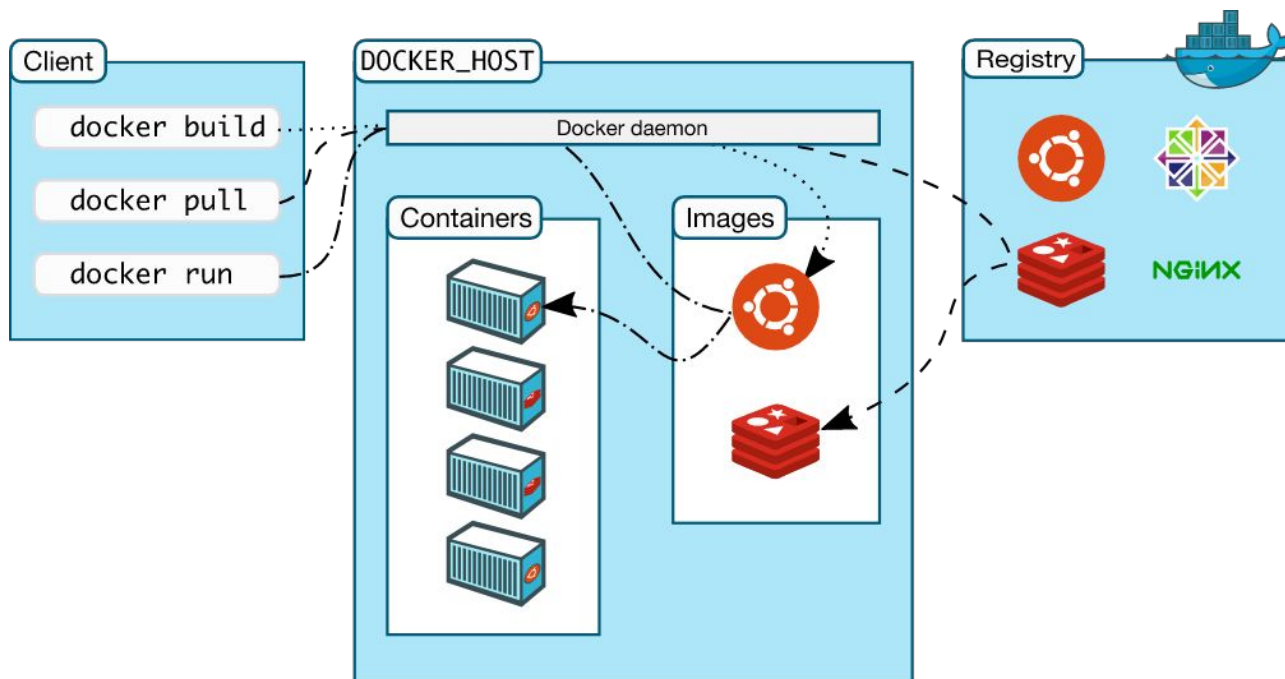 Client
docker build
docker pull
docker run
DOCKER_HOST
Docker daemon
Containers
Images
Registry
NGINX